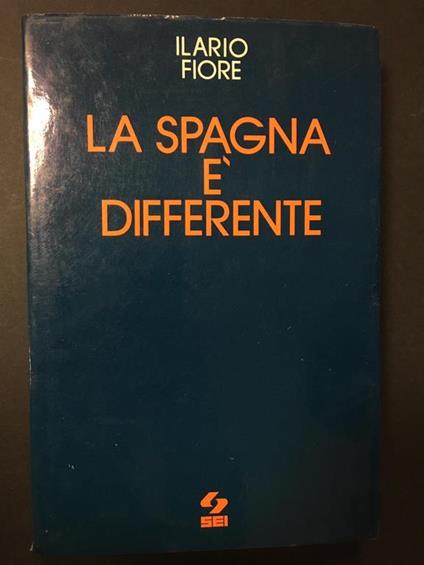 ILARIO
FIORE
LA SPAGNA
E'
DIFFERENTE
SEI